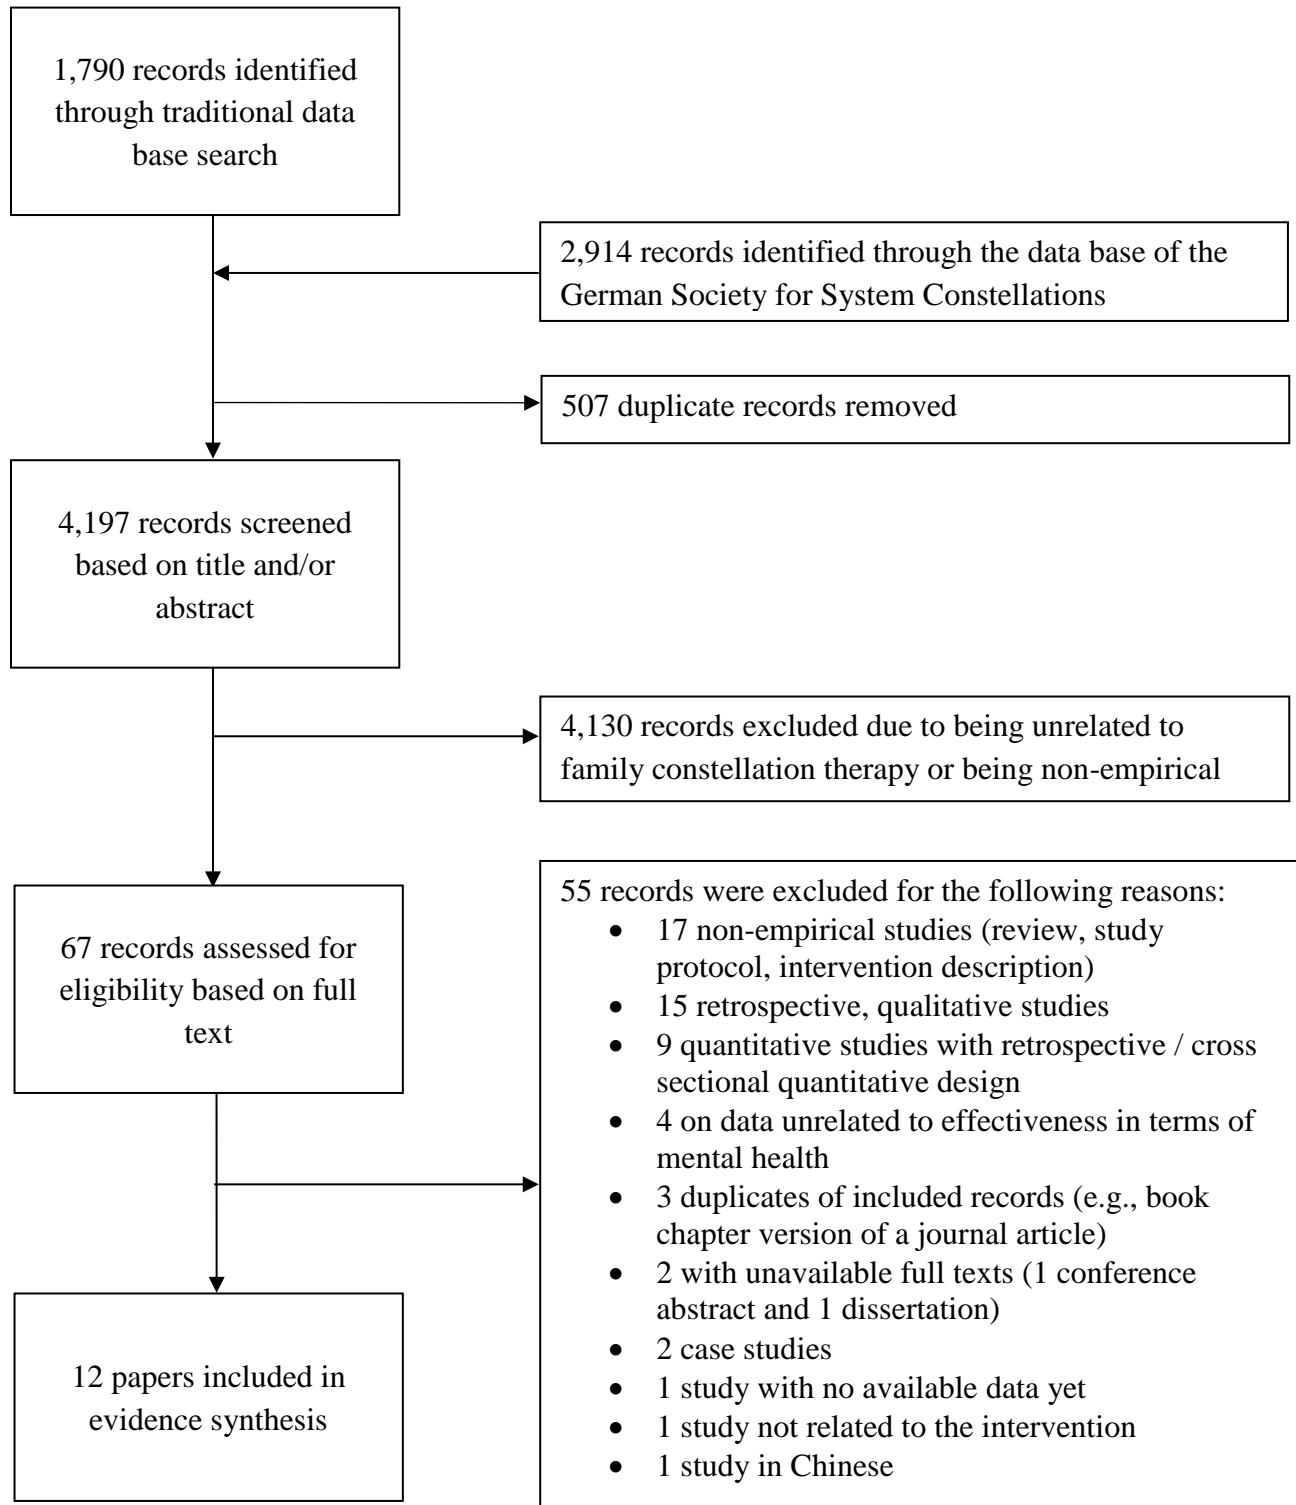 1,790 records identified
through traditional data
base search
2,914 records identified through the data base of the
German Society for System Constellations
507 duplicate records removed
4,197 records screened
based on title and/or
abstract
4,130 records excluded due to being unrelated to
family constellation therapy or being non-empirical
67 records assessed for
eligibility based on full
text
55 records were excluded for the following reasons:
• 17 non-empirical studies (review, study
protocol, intervention description)
• 15 retrospective, qualitative studies
• 9 quantitative studies with retrospective / cross
sectional quantitative design
• 4 on data unrelated to effectiveness in terms of
mental health
• 3 duplicates of included records (e.g., book
chapter version of a journal article)
• 2 with unavailable full texts (1 conference
abstract and 1 dissertation)
• 2 case studies
• 1 study with no available data yet
• 1 study not related to the intervention
• 1 study in Chinese
12 papers included in
evidence synthesis